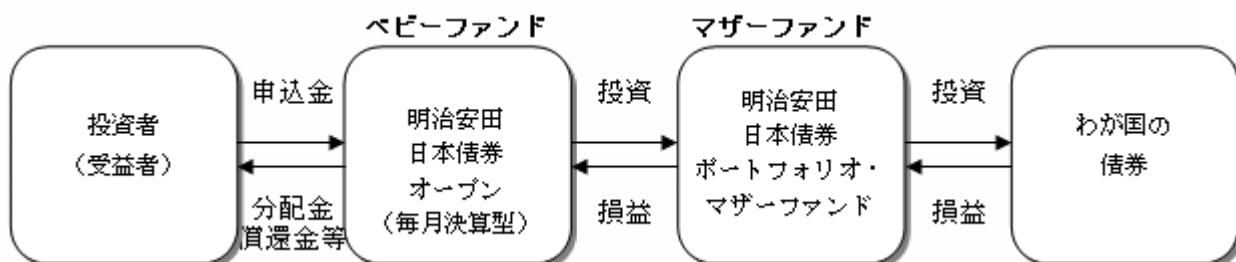 ベビーファンド
マザーファンド
投資者
（受益者）
申込金
分配金
償還金等
明治安田
日本債券
オープン
（毎月決算型）
投資
損益
明治安田
日本債券
ポートフォリオ・
マザーファンド
投資
損益
わが国の
債券